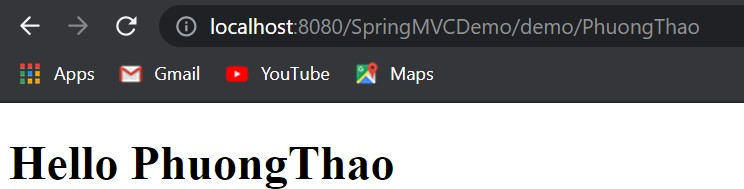 localhost:8080/SpringMVCDemo/demo/PhuongThao
Apps Gmail YouTube Maps
Hello PhuongThao